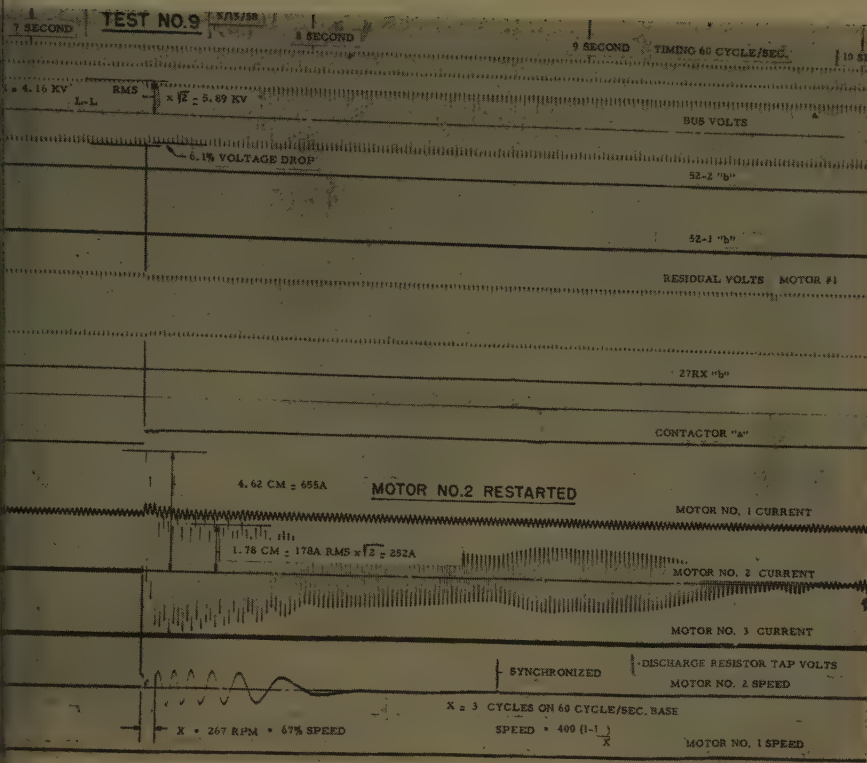 7 SECOND
TEST NO.9
3/13/58
8 SECOND
9 SECOND
TIMING 60 CYCLE/SEC.
= 4.16 KV
L-L
RMS
x √2 = 5.89 KV
BUS VOLTS
6.1% VOLTAGE DROP
52-2 "b"
52-1 "b"
RESIDUAL VOLTS MOTOR #1
27RX "b"
CONTACTOR "a"
4.62 CM = 655A
MOTOR NO.2 RESTARTED
MOTOR NO. 1 CURRENT
1.78 CM = 178A RMS x √2 = 252A
MOTOR NO. 2 CURRENT
MOTOR NO. 3 CURRENT
SYNCHRONIZED
DISCHARGE RESISTOR TAP VOLTS
MOTOR NO. 2 SPEED
X = 3 CYCLES ON 60 CYCLE/SEC. BASE
X = 267 RPM = 67% SPEED
SPEED = 400 (1-1/X)
MOTOR NO. 1 SPEED